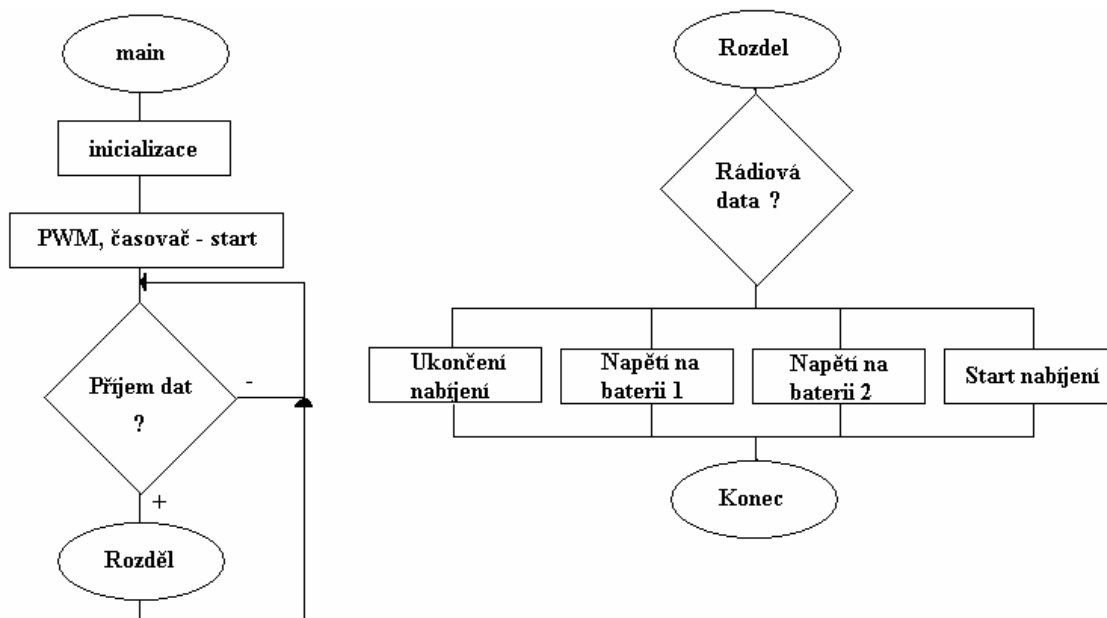 main
inicializace
PWM, časovač - start
Příjem dat
?
-
+
Rozděl
Rozdel
Rádiová
data ?
Ukončení
nabíjení
Napětí na
baterii 1
Napětí na
baterii 2
Start nabíjení
Konec